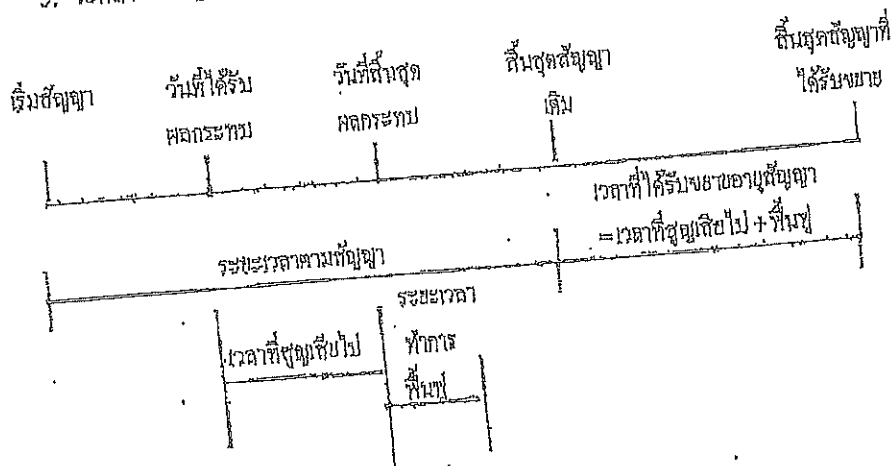 เริ่มสัญญา
วันที่ได้รับ
ผลกระทบ
วันที่สิ้นสุด
ผลกระทบ
สิ้นสุดสัญญา
เดิม
สิ้นสุดสัญญาที่
ได้รับขยาย
เวลาที่ได้รับขยายอายุสัญญา
=เวลาที่สูญเสียไป+ฟื้นฟู
ระยะเวลาตามสัญญา
เวลาที่สูญเสียไป
ระยะเวลา
ทำการ
ฟื้นฟู